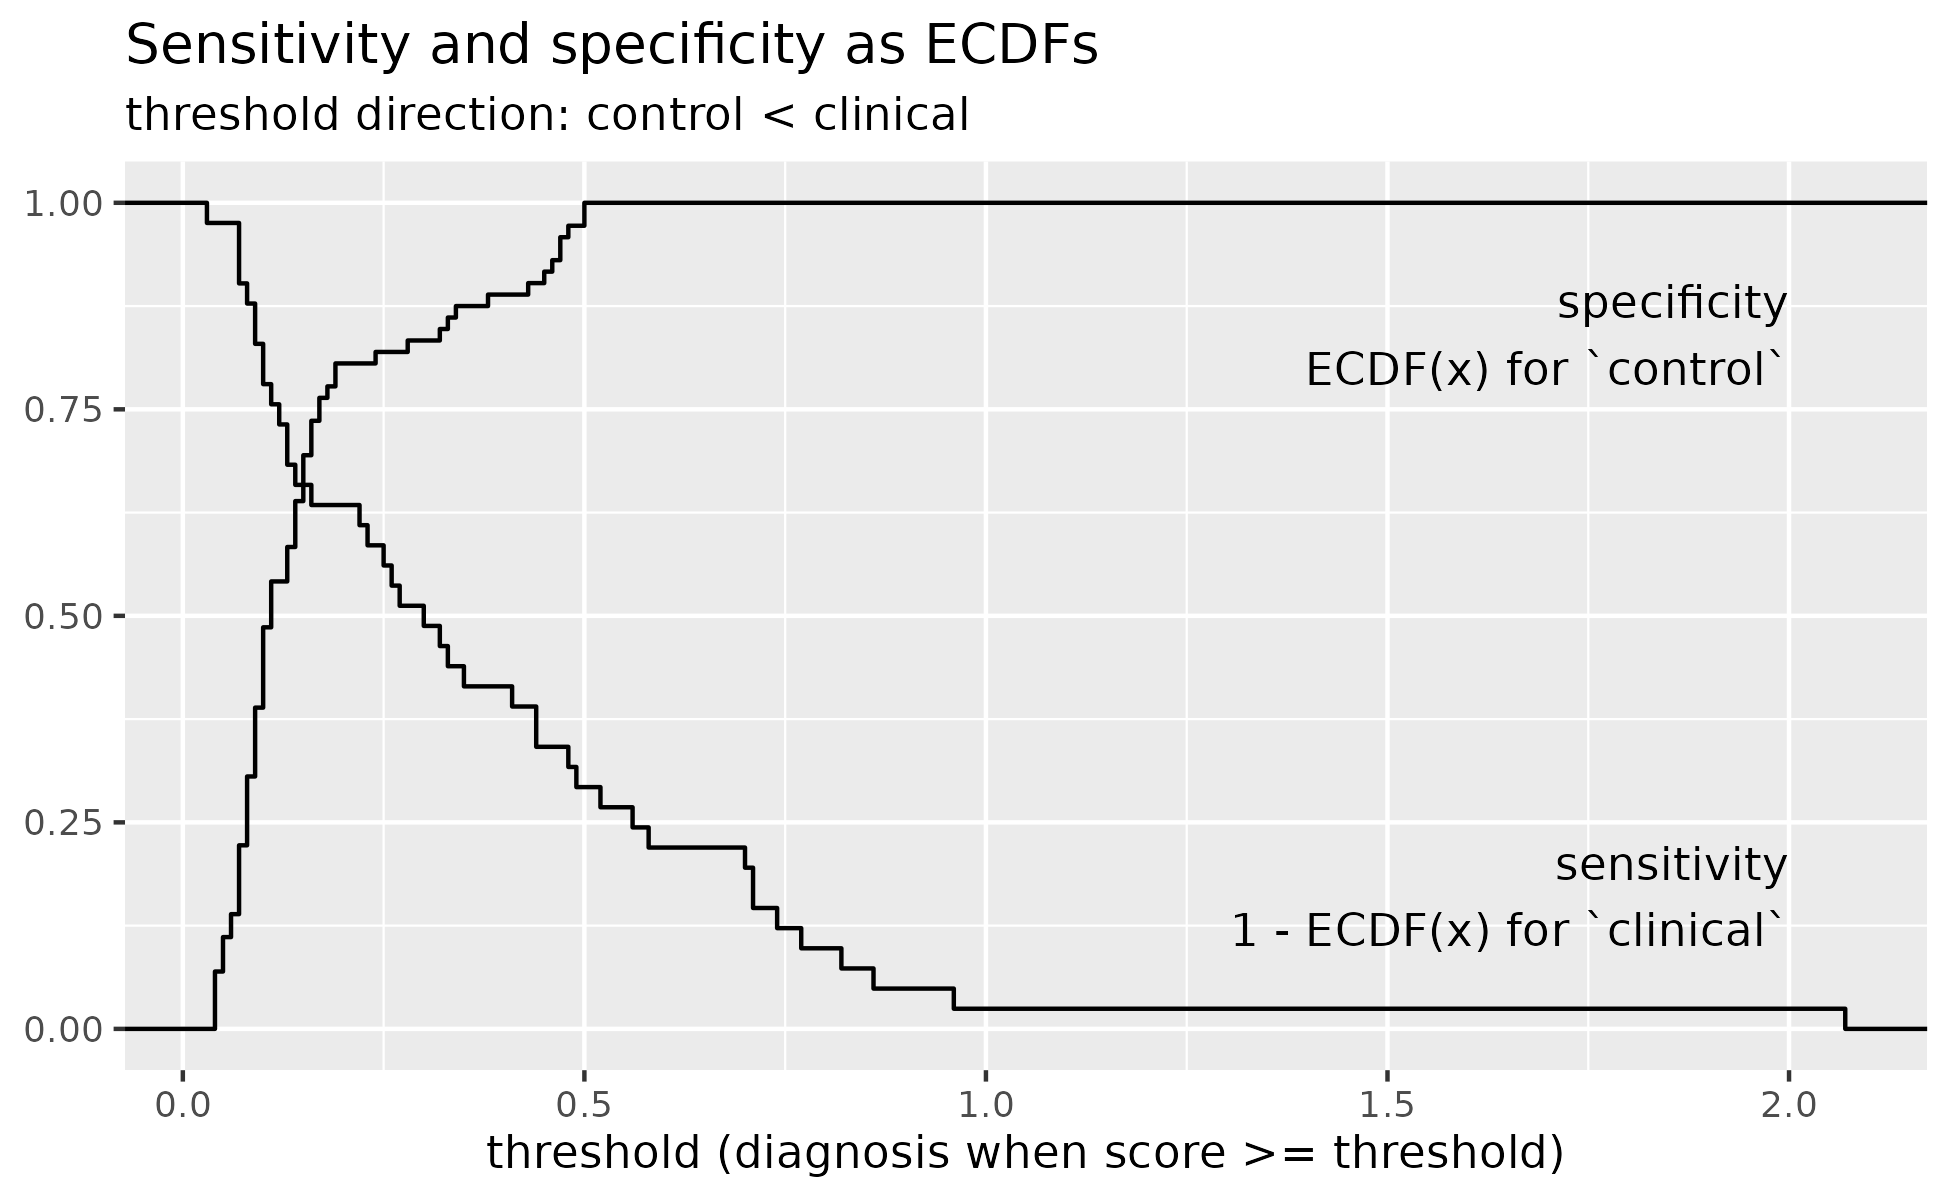 Sensitivity and specificity as ECDFs
threshold direction: control < clinical
1.00
0.75
0.50
0.25
0.00
specificity
ECDF(x) for `control`
sensitivity
1 - ECDF(x) for `clinical`
0.0 0.5 1.0 1.5 2.0
threshold (diagnosis when score >= threshold)